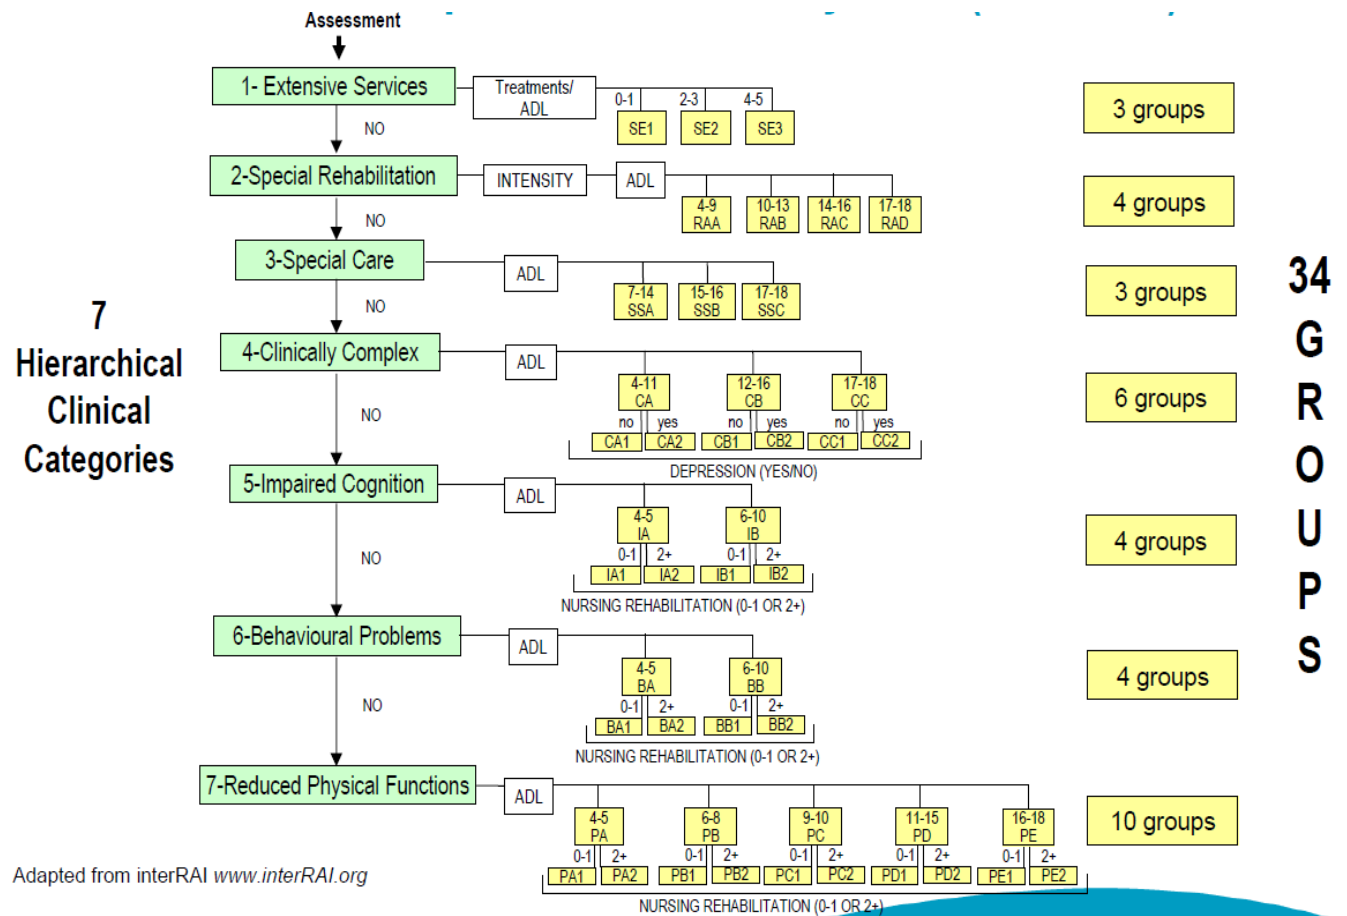 Assessment
1- Extensive Services
Treatments/
ADL
0-1
2-3
4-5
SE1
SE2
SE3
3 groups
NO
2-Special Rehabilitation
INTENSITY
ADL
4-9
RAA
10-13
RAB
14-16
RAC
17-18
RAD
4 groups
NO
3-Special Care
ADL
7-14
SSA
15-16
SSB
17-18
SSC
3 groups
NO
4-Clinically Complex
ADL
4-11
CA
12-16
CB
17-18
CC
no yes
no yes
no yes
CA1 CA2
CB1 CB2
CC1 CC2
DEPRESSION (YES/NO)
6 groups
NO
5-Impaired Cognition
ADL
4-5
IA
6-10
IB
0-1 2+
0-1 2+
IA1 IA2
IB1 IB2
NURSING REHABILITATION (0-1 OR 2+)
4 groups
NO
6-Behavioural Problems
ADL
4-5
BA
6-10
BB
0-1 2+
0-1 2+
BA1 BA2
BB1 BB2
NURSING REHABILITATION (0-1 OR 2+)
4 groups
NO
7-Reduced Physical Functions
ADL
4-5
PA
6-8
PB
9-10
PC
11-15
PD
16-18
PE
0-1 2+
0-1 2+
0-1 2+
0-1 2+
0-1 2+
PA1 PA2
PB1 PB2
PC1 PC2
PD1 PD2
PE1 PE2
NURSING REHABILITATION (0-1 OR 2+)
10 groups
7
Hierarchical
Clinical
Categories
34
G
R
O
U
P
S
Adapted from interRAI www.interRAI.org